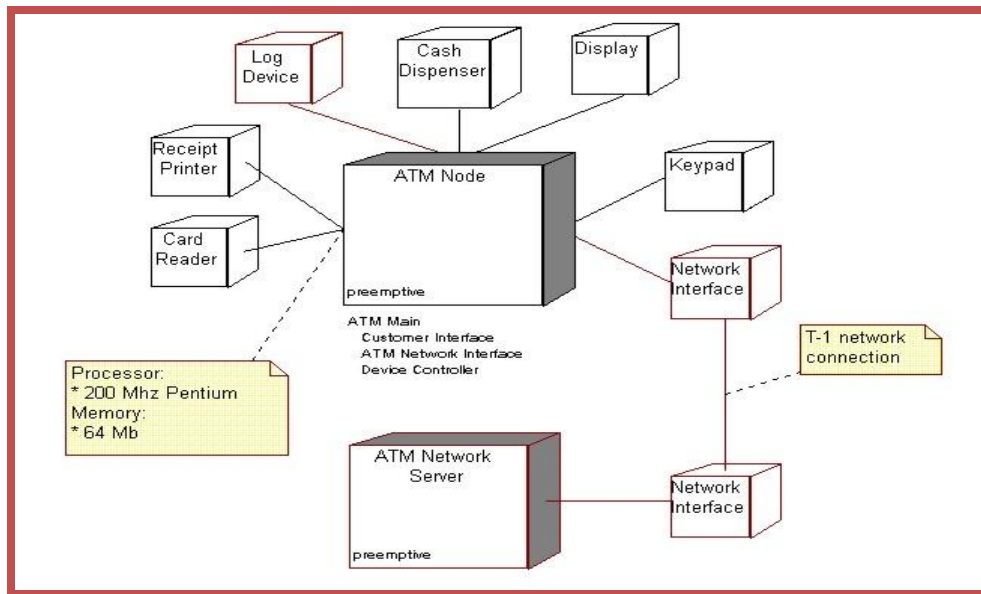 Log
Device
Cash
Dispenser
Display
Receipt
Printer
ATM Node
Keypad
Card
Reader
Network
Interface
preemptive
ATM Main
Customer Interface
ATM Network Interface
Device Controller
T-1 network
connection
Processor:
* 200 Mhz Pentium
Memory:
* 64 Mb
ATM Network
Server
Network
Interface
preemptive